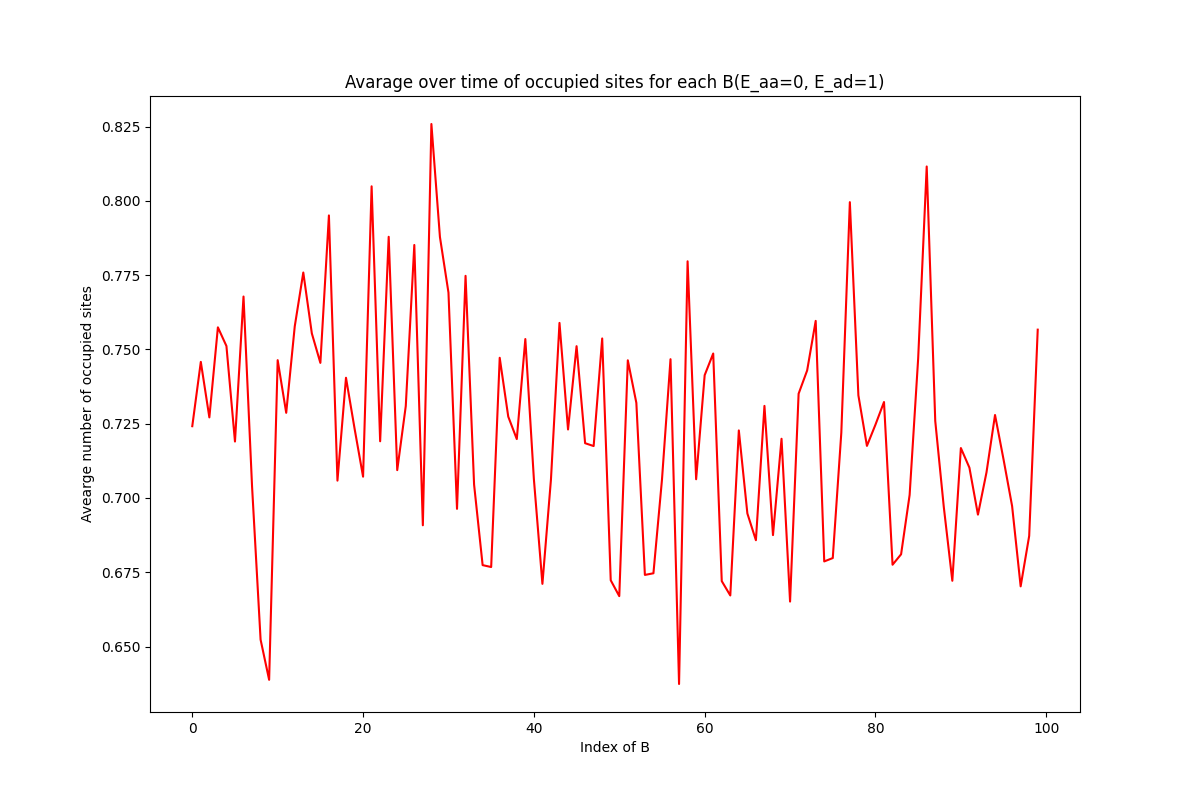 Avarage over time of occupied sites for each B(E_aa=0, E_ad=1)
0.825
0.800
0.775
0.750
0.725
0.700
0.675
0.650
Avearge number of occupied sites
0 20 40 60 80 100
Index of B